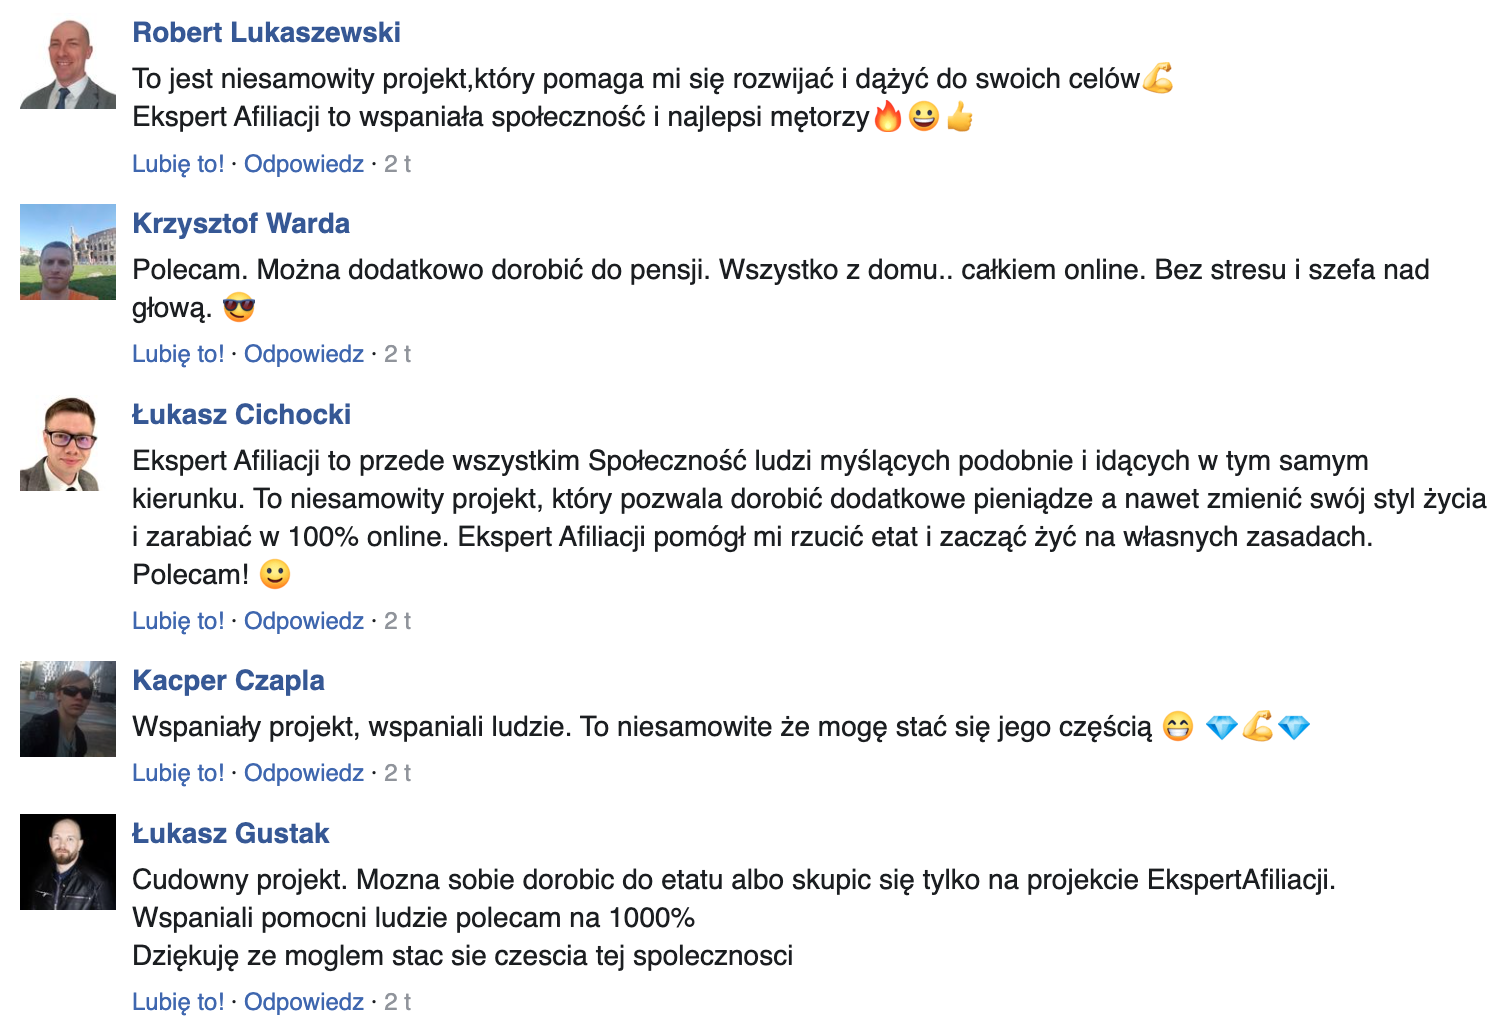 Robert Lukaszewski
To jest niesamowity projekt,który pomaga mi się rozwijać i dążyć do swoich celów💪
Ekspert Afiliacji to wspaniała społeczność i najlepsi mętorzy🔥😀👍
Lubię to! · Odpowiedz · 2 t
Krzysztof Warda
Polecam. Można dodatkowo dorobić do pensji. Wszystko z domu.. całkiem online. Bez stresu i szefa nad
głową. 😎
Lubię to! · Odpowiedz · 2 t
Łukasz Cichocki
Ekspert Afiliacji to przede wszystkim Społeczność ludzi myślących podobnie i idących w tym samym
kierunku. To niesamowity projekt, który pozwala dorobić dodatkowe pieniądze a nawet zmienić swój styl życia
i zarabiać w 100% online. Ekspert Afiliacji pomógł mi rzucić etat i zacząć żyć na własnych zasadach.
Polecam! 🙂
Lubię to! · Odpowiedz · 2 t
Kacper Czapla
Wspaniały projekt, wspaniali ludzie. To niesamowite że mogę stać się jego częścią 😁 💎💪💎
Lubię to! · Odpowiedz · 2 t
Łukasz Gustak
Cudowny projekt. Mozna sobie dorobic do etatu albo skupic się tylko na projekcie EkspertAfiliacji.
Wspaniali pomocni ludzie polecam na 1000%
Dziękuję ze moglem stac sie czescia tej spolecznosci
Lubię to! · Odpowiedz · 2 t